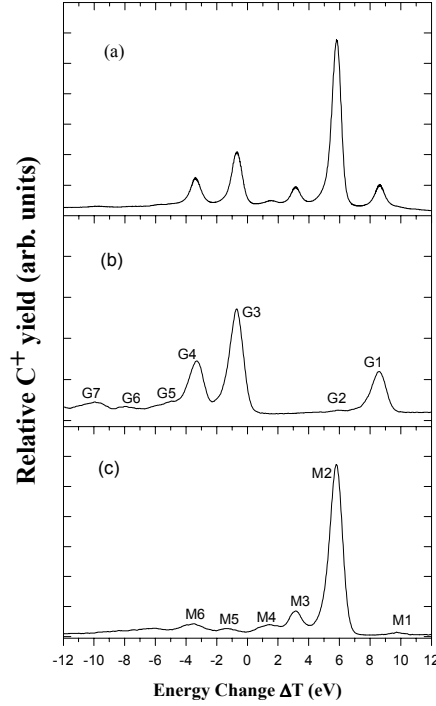 Relative C+ yield (arb. units)
(a)
(b)
G7
G6
G5
G4
G3
G2
G1
(c)
M6
M5
M4
M3
M2
M1
-12 -10 -8 -6 -4 -2 0 2 4 6 8 10 12
Energy Change ΔT (eV)